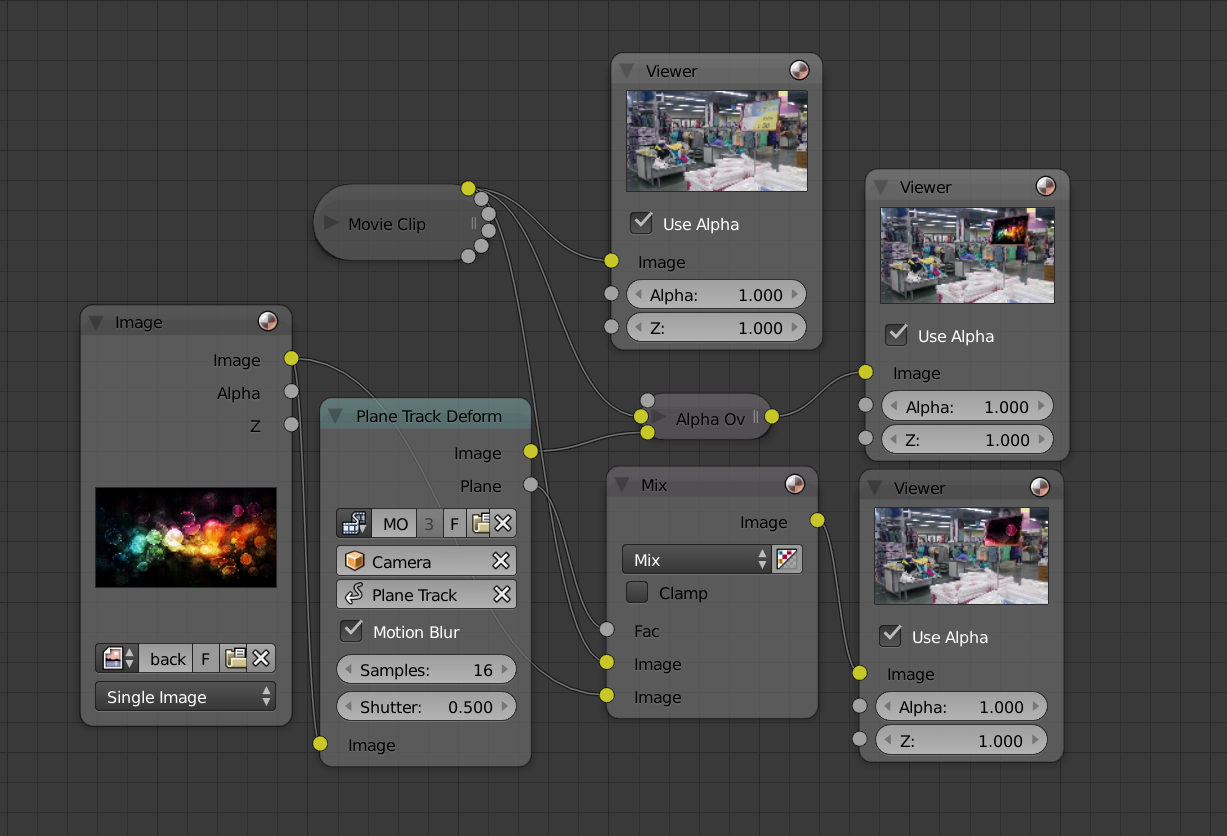 Viewer
Use Alpha
Image
Alpha: 1.000
Z: 1.000
Movie Clip
Viewer
Use Alpha
Image
Alpha: 1.000
Z: 1.000
Image
Image
Alpha
Z
back F
Single Image
Plane Track Deform
Image
Plane
MO 3 F
Camera
Plane Track
Motion Blur
Samples: 16
Shutter: 0.500
Image
Alpha Ov
Mix
Image
Mix
Clamp
Fac
Image
Image
Viewer
Use Alpha
Image
Alpha: 1.000
Z: 1.000